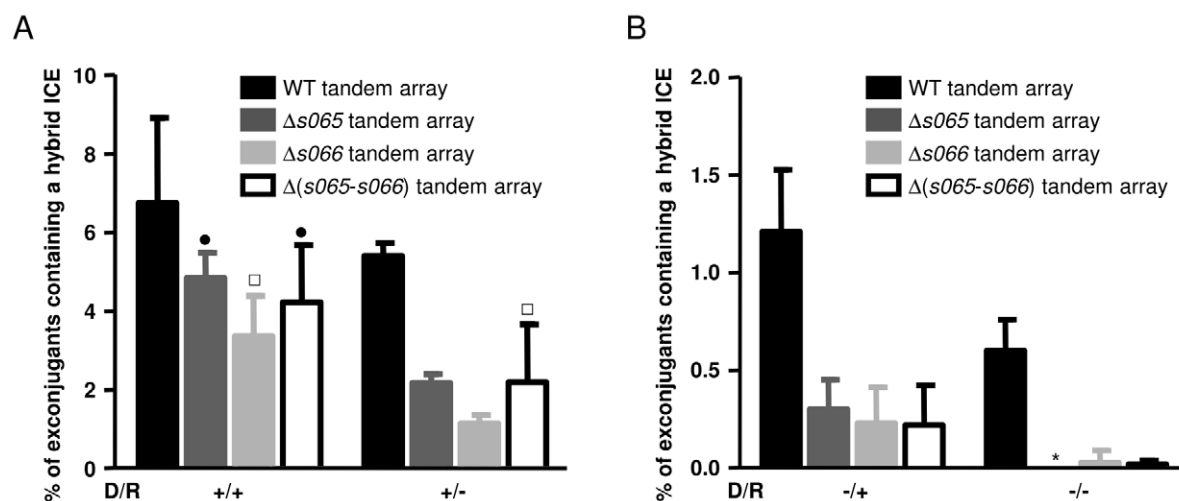 A
% of exconjugants containing a hybrid ICE
10
8
6
4
2
0
WT tandem array
Δs065 tandem array
Δs066 tandem array
Δ(s065-s066) tandem array
D/R +/+ +/-
B
% of exconjugants containing a hybrid ICE
2.0
1.5
1.0
0.5
0.0
WT tandem array
Δs065 tandem array
Δs066 tandem array
Δ(s065-s066) tandem array
*
D/R -/+ -/-